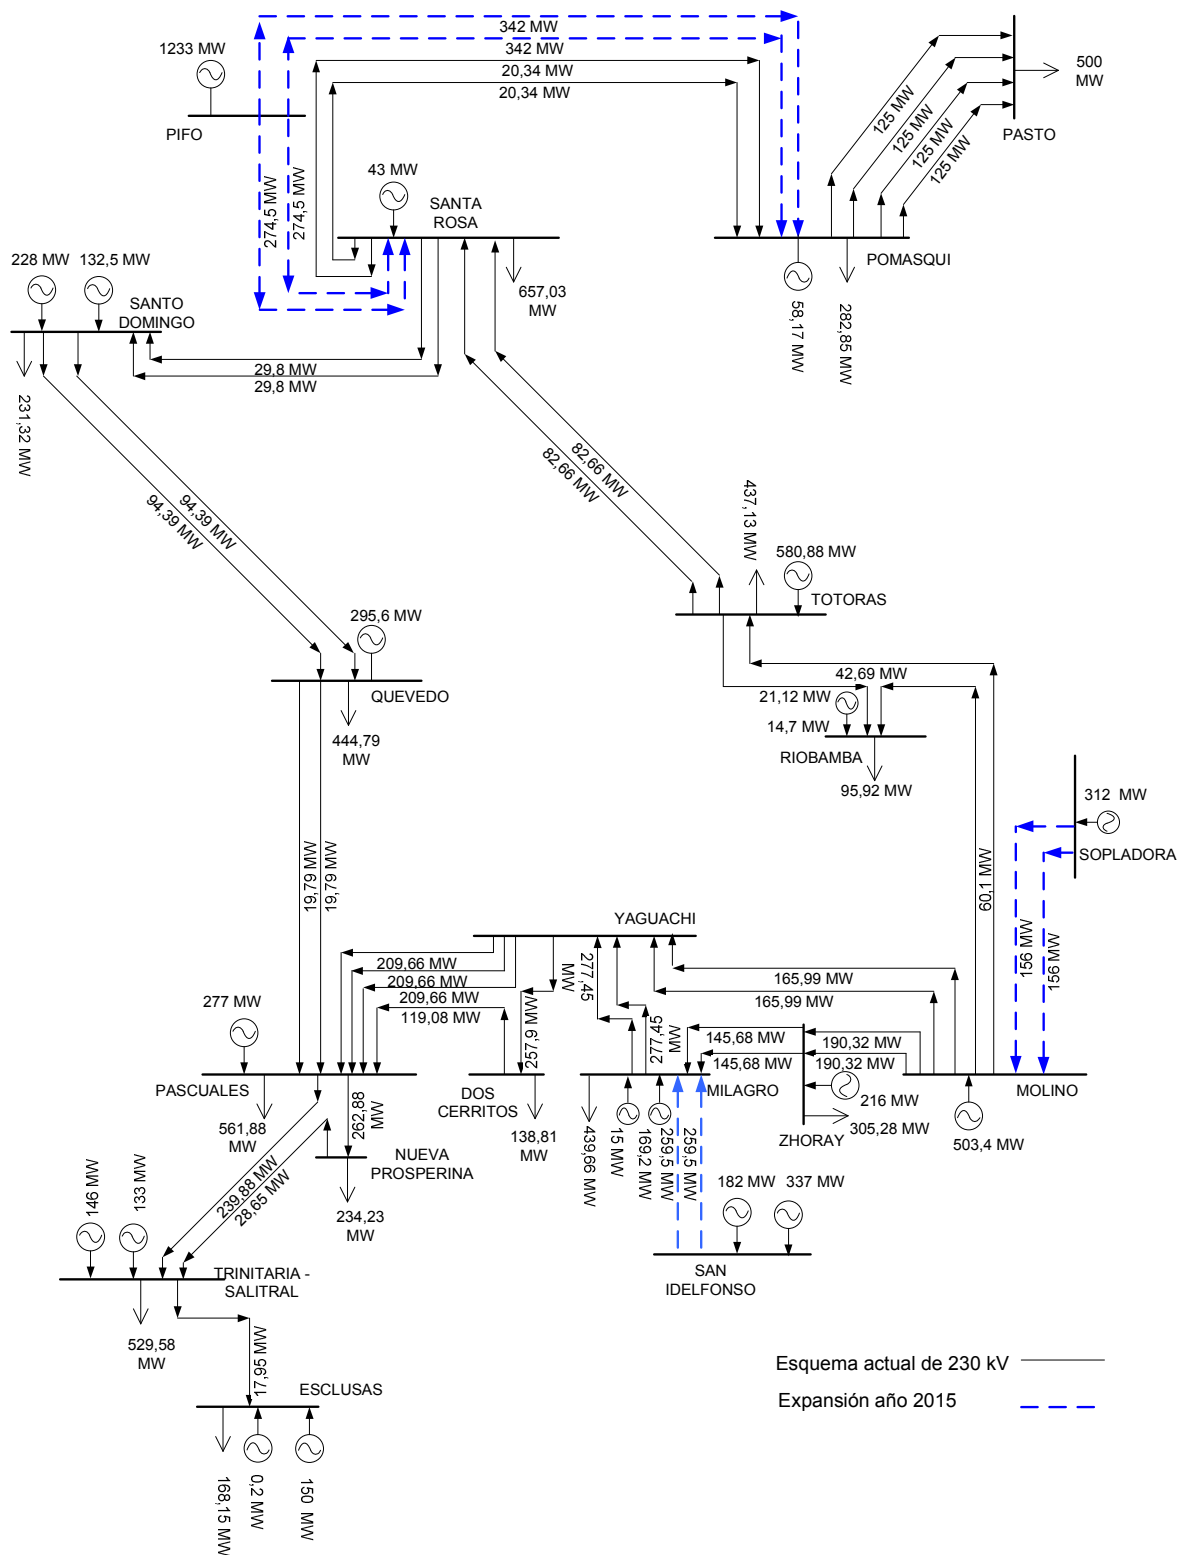 342 MW
342 MW
20,34 MW
20,34 MW
1233 MW
PIFO
500
MW
PASTO
125 MW
125 MW
125 MW
125 MW
274,5 MW
274,5 MW
43 MW
SANTA
ROSA
657,03
MW
POMASQUI
58,17 MW
282,85 MW
228 MW
132,5 MW
SANTO
DOMINGO
29,8 MW
29,8 MW
231,32 MW
94,39 MW
94,39 MW
82,66 MW
82,66 MW
437,13 MW
580,88 MW
TOTORAS
295,6 MW
QUEVEDO
444,79
MW
42,69 MW
21,12 MW
14,7 MW
RIOBAMBA
95,92 MW
60,1 MW
312 MW
SOPLADORA
156 MW
156 MW
19,79 MW
19,79 MW
YAGUACHI
209,66 MW
209,66 MW
209,66 MW
119,08 MW
257,9 MW
MW
277,45
277,45
MW
165,99 MW
165,99 MW
145,68 MW
145,68 MW
190,32 MW
190,32 MW
277 MW
PASCUALES
561,88
MW
262,88
MW
DOS
CERRITOS
138,81
MW
MILAGRO
439,66 MW
15 MW
169,2 MW
259,5 MW
259,5 MW
ZHORAY
216 MW
305,28 MW
MOLINO
503,4 MW
NUEVA
PROSPERINA
234,23
MW
239,88 MW
28,65 MW
146 MW
133 MW
TRINITARIA -
SALITRAL
529,58
MW
182 MW
337 MW
SAN
IDELFONSO
17,95 MW
ESCLUSAS
168,15 MW
0,2 MW
150 MW
Esquema actual de 230 kV
Expansión año 2015